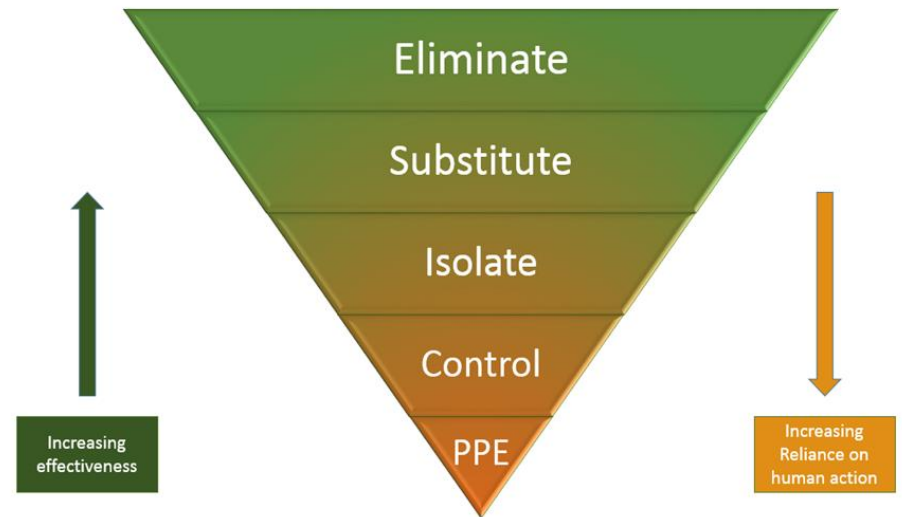 Eliminate
Substitute
Isolate
Control
PPE
Increasing
effectiveness
Increasing
Reliance on
human action